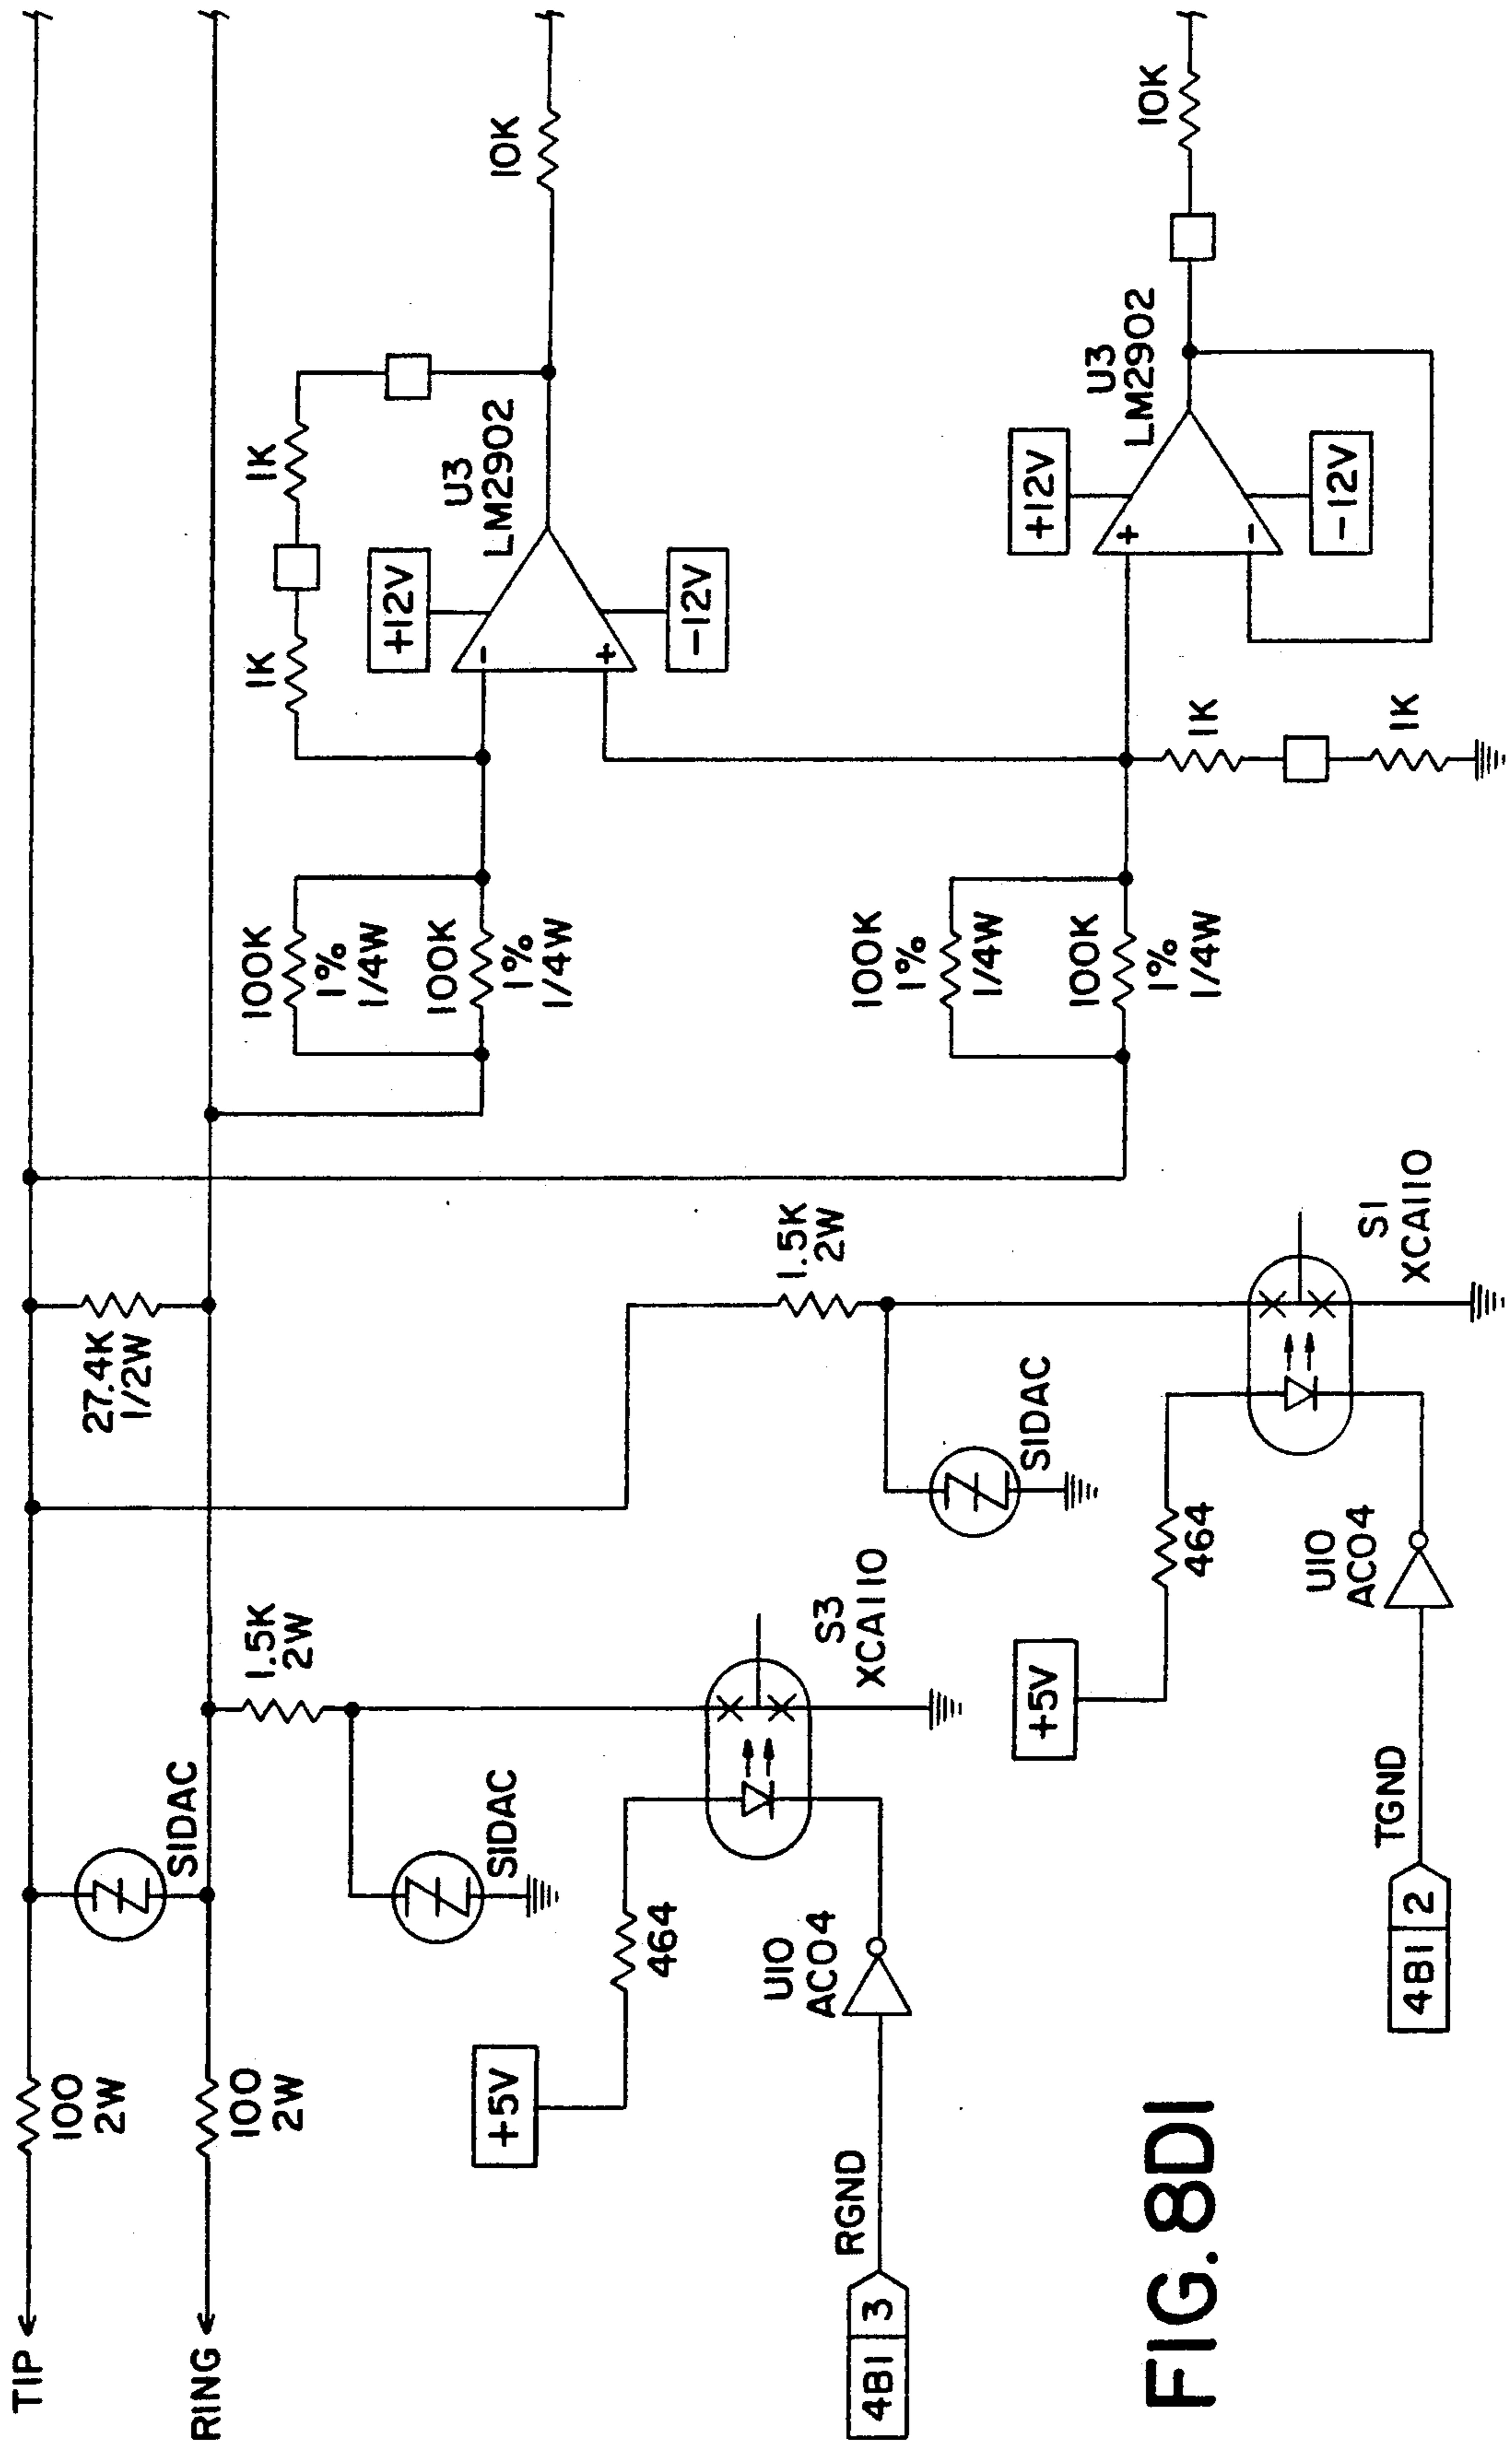 TIP
100
2W
RING
100
2W
SIDAC
27.4K
1/2W
1.5K
2W
SIDAC
+5V
464
S3
XCA110
U10
AC04
RGND
4B1 3
1.5K
2W
SIDAC
+5V
464
S1
XCA110
U10
AC04
TGND
4B1 2
100K
1%
1/4W
100K
1%
1/4W
1K
1K
+12V
-
+
-12V
U3
LM2902
10K
100K
1%
1/4W
100K
1%
1/4W
1K
1K
+12V
+
-
-12V
U3
LM2902
10K
FIG. 8D1